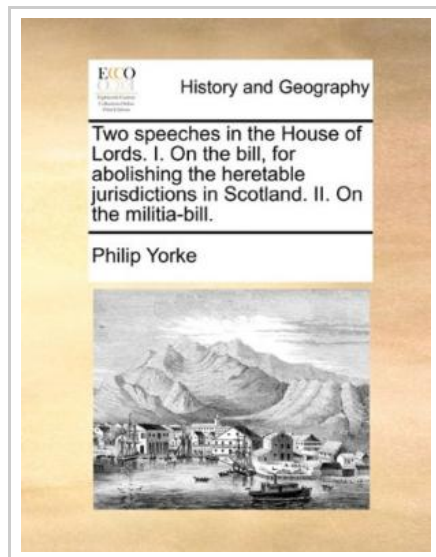 ECCO
History and Geography
Two speeches in the House of
Lords. I. On the bill, for
abolishing the heretable
jurisdictions in Scotland. II. On
the militia-bill.
Philip Yorke